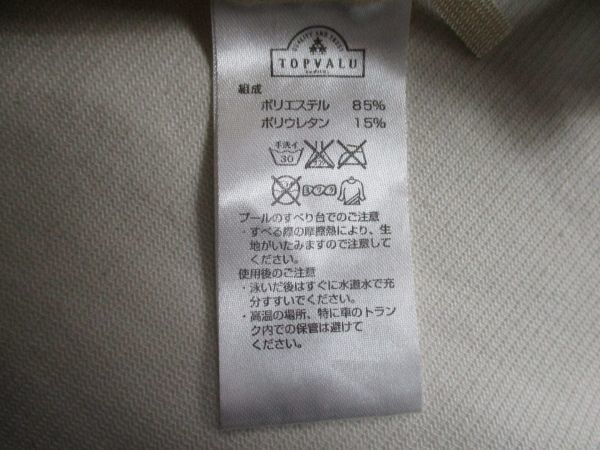 QUALITY AND TRUST
TOPVALU
組成
ポリエステル 85%
ポリウレタン 15%
手洗イ
30
プールのすべり台でのご注意
・すべる際の摩擦熱により、生
地がいたみますので注意して
ください。
使用後のご注意
・泳いだ後はすぐに水道水で充
分すすいでください。
・高温の場所、特に車のトラン
ク内での保管は避けて
ください。